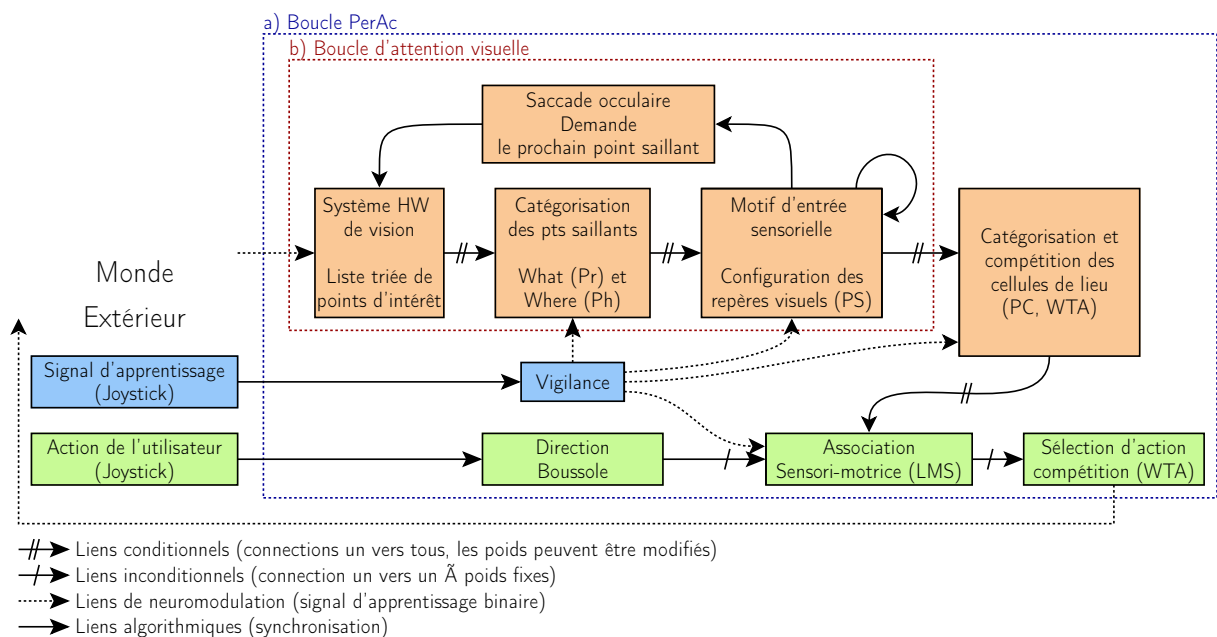 a) Boucle PerAc
b) Boucle d'attention visuelle
Saccade occulaire
Demande
le prochain point saillant
Système HW
de vision
Liste triée de
points d'intérêt
Catégorisation
des pts saillants
What (Pr) et
Where (Ph)
Motif d'entrée
sensorielle
Configuration des
repères visuels (PS)
Catégorisation et
compétition des
cellules de lieu
(PC, WTA)
Monde
Extérieur
Signal d'apprentissage
(Joystick)
Vigilance
Action de l'utilisateur
(Joystick)
Direction
Boussole
Association
Sensori-motrice (LMS)
Sélection d'action
compétition (WTA)
Liens conditionnels (connections un vers tous, les poids peuvent être modifiés)
Liens inconditionnels (connection un vers un Ã poids fixes)
Liens de neuromodulation (signal d'apprentissage binaire)
Liens algorithmiques (synchronisation)